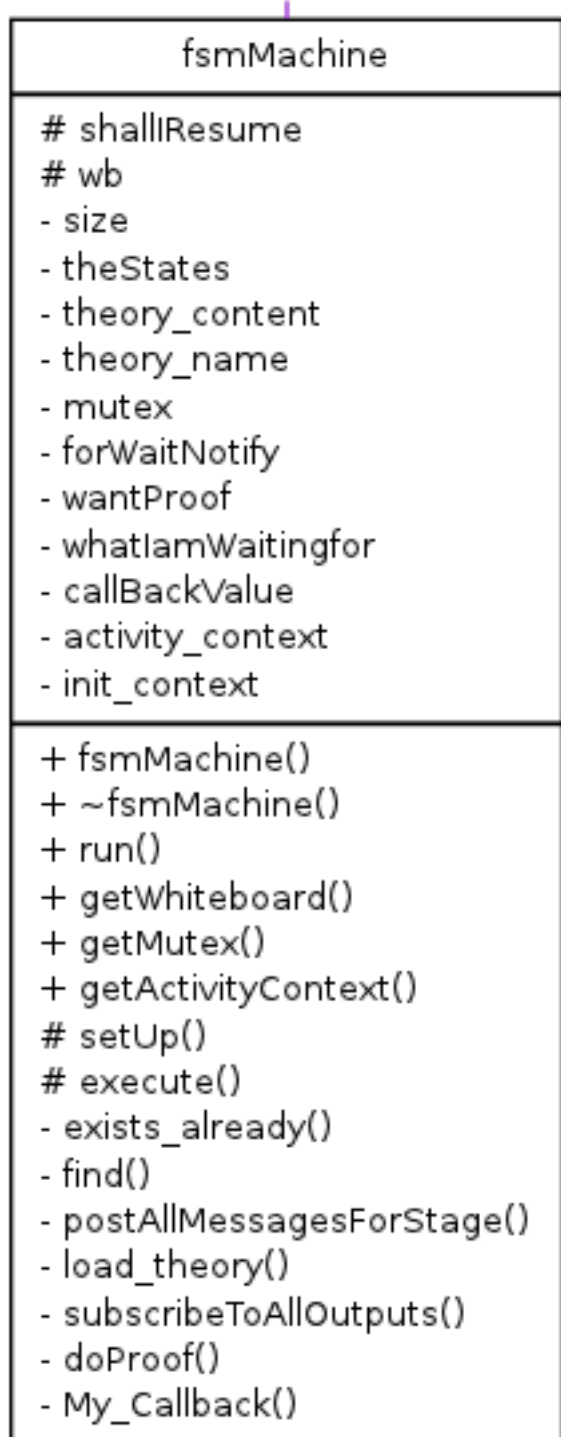 fsmMachine
# shallIResume
# wb
- size
- theStates
- theory_content
- theory_name
- mutex
- forWaitNotify
- wantProof
- whatIamWaitingfor
- callBackValue
- activity_context
- init_context
+ fsmMachine()
+ ~fsmMachine()
+ run()
+ getWhiteboard()
+ getMutex()
+ getActivityContext()
# setUp()
# execute()
- exists_already()
- find()
- postAllMessagesForStage()
- load_theory()
- subscribeToAllOutputs()
- doProof()
- My_Callback()